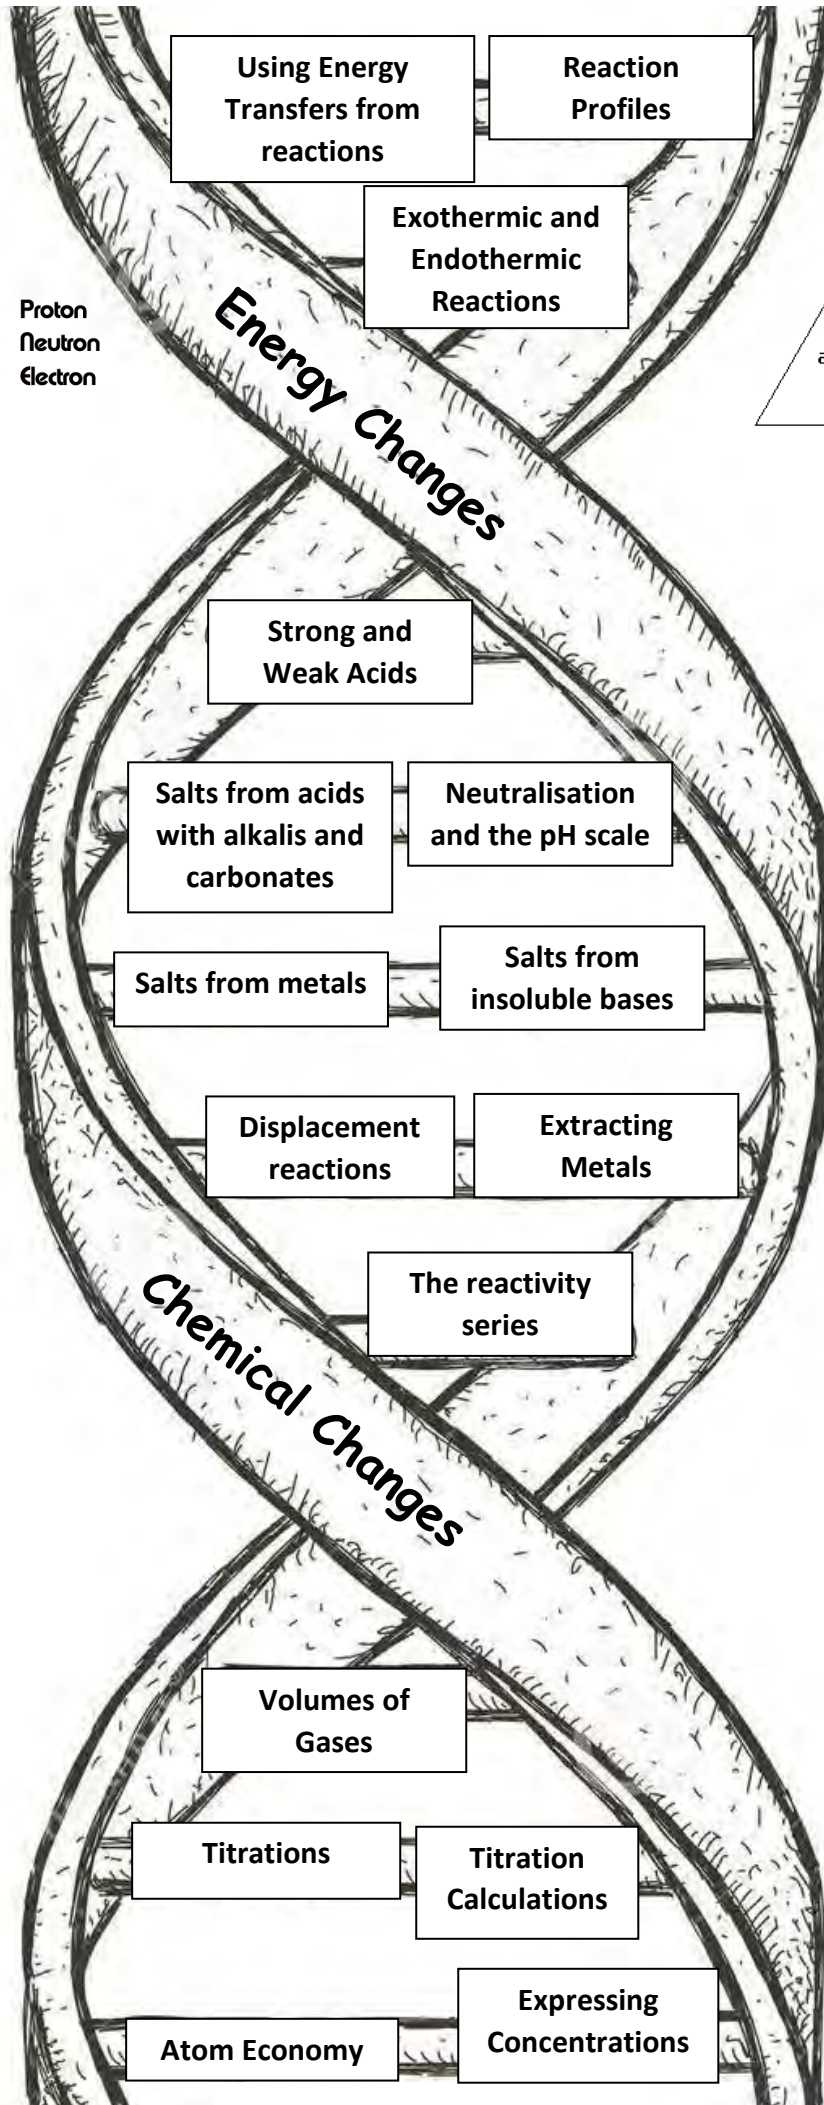 Using Energy
Transfers from
reactions
Reaction
Profiles
Exothermic and
Endothermic
Reactions
Proton
Neutron
Electron
a
Energy Changes
Strong and
Weak Acids
Salts from acids
with alkalis and
carbonates
Neutralisation
and the pH scale
Salts from metals
Salts from
insoluble bases
Displacement
reactions
Extracting
Metals
The reactivity
series
Chemical Changes
Volumes of
Gases
Titrations
Titration
Calculations
Expressing
Concentrations
Atom Economy